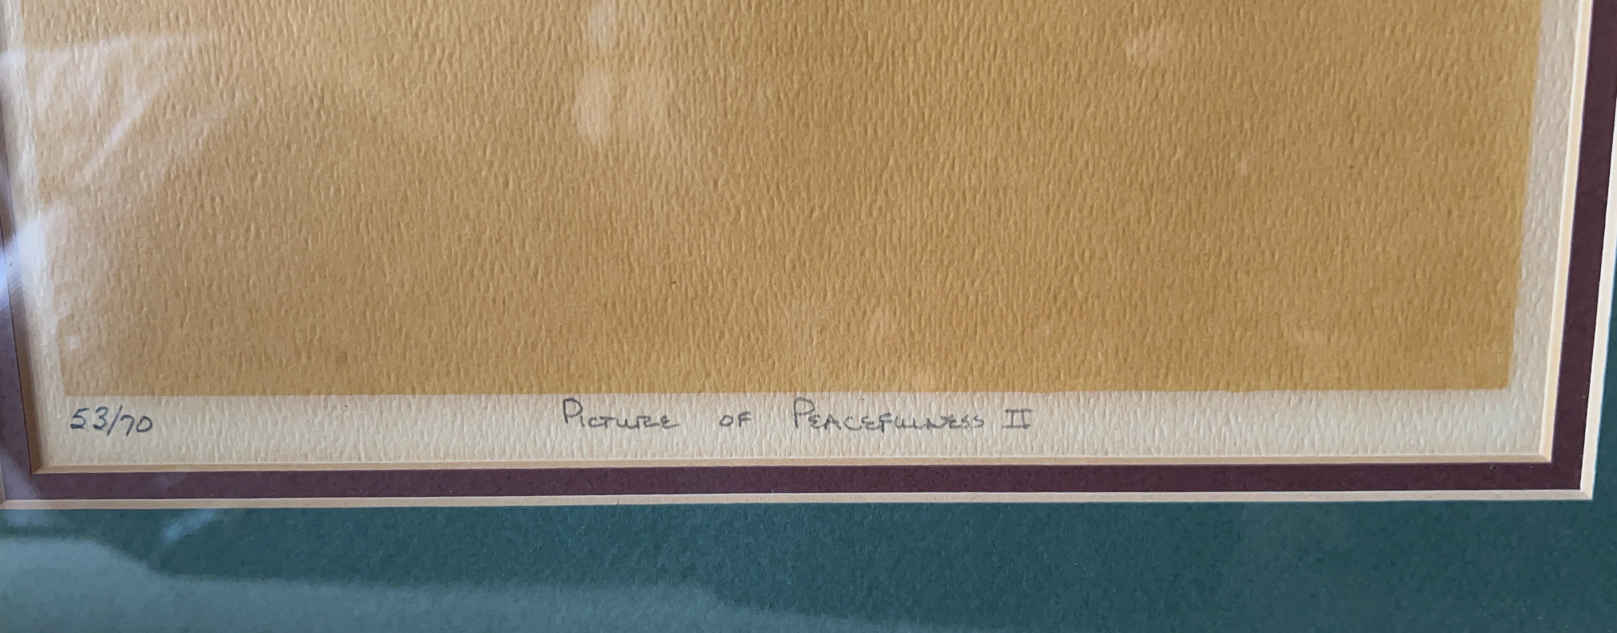 53/70 PICTURE OF PEACEFULNESS II